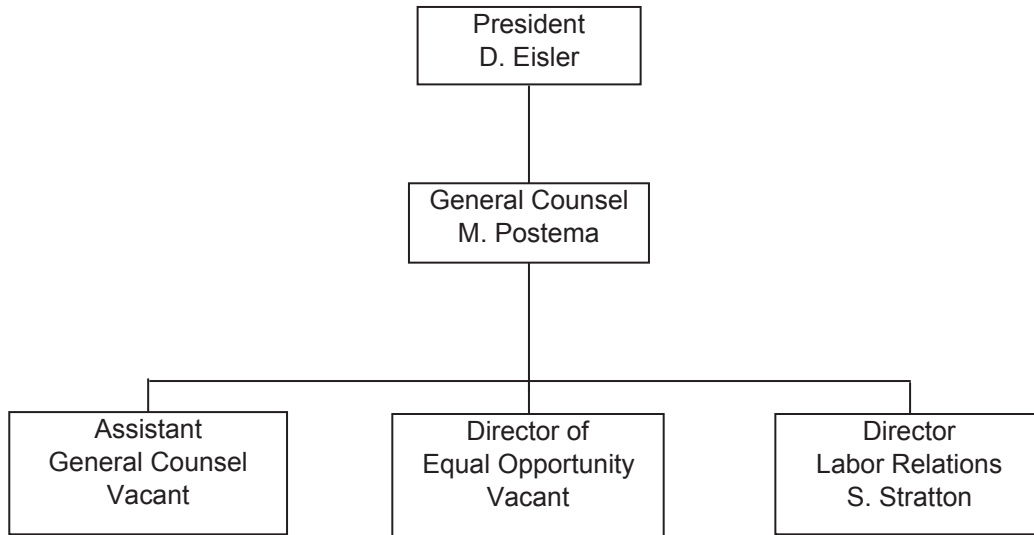 President
D. Eisler
General Counsel
M. Postema
Assistant
General Counsel
Vacant
Director of
Equal Opportunity
Vacant
Director
Labor Relations
S. Stratton